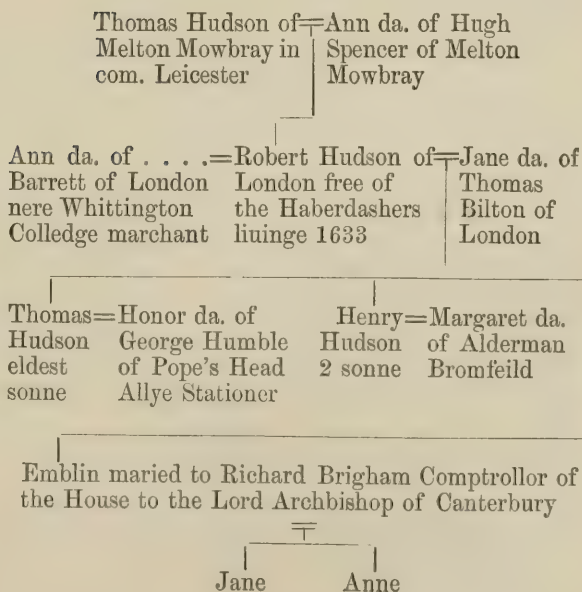 Thomas Hudson of=Ann da. of Hugh
Melton Mowbray in Spencer of Melton
com. Leicester Mowbray
Ann da. of . . . .=Robert Hudson of=Jane da. of
Barrett of London London free of Thomas
nere Whittington the Haberdashers Bilton of
Colledge marchant liuinge 1633 London
Thomas=Honor da. of Henry=Margaret da.
Hudson George Humble Hudson of Alderman
eldest of Pope's Head 2 sonne Bromfeild
sonne Allye Stationer
Emblin maried to Richard Brigham Comptrollor of
the House to the Lord Archbishop of Canterbury
Jane Anne